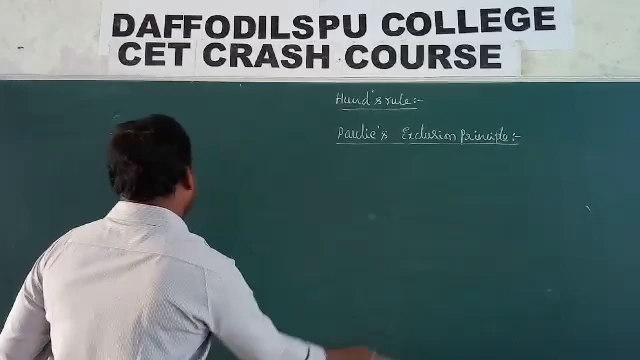 DAFFODILSPU COLLEGE
CET CRASH COURSE
Hund's rule:-
Paulie's Exclusion Principle:-